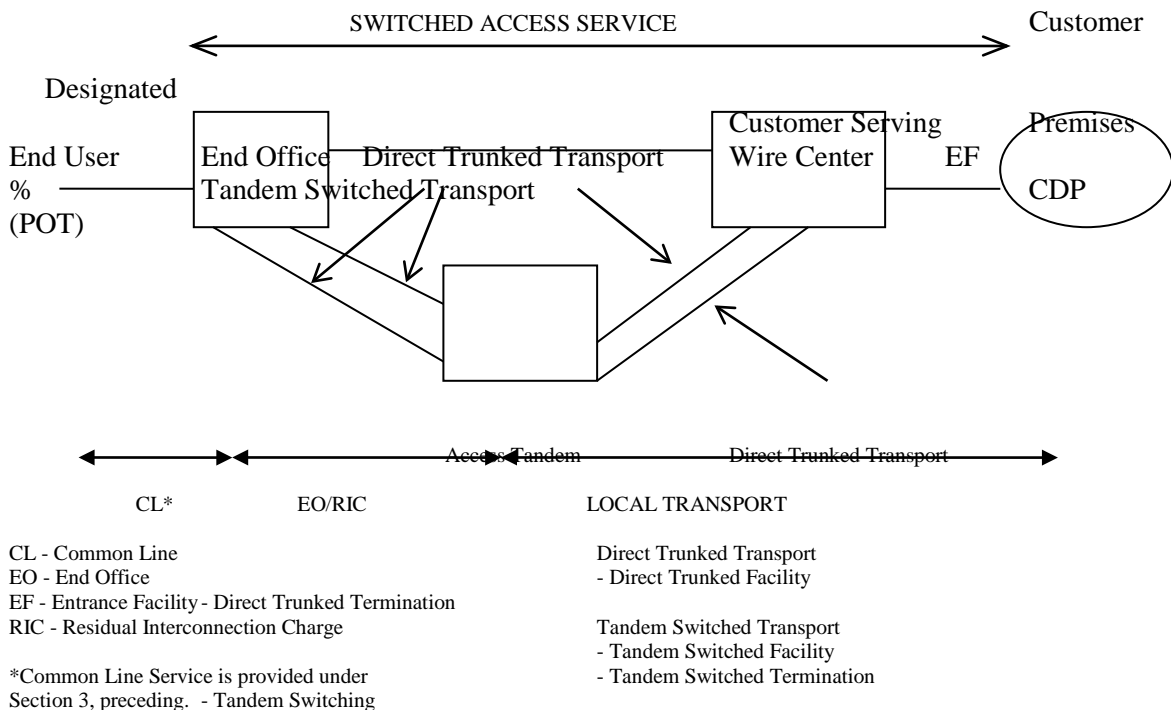 SWITCHED ACCESS SERVICE Customer
Designated
Customer Serving Premises
End User End Office Direct Trunked Transport Wire Center EF
% Tandem Switched Transport CDP
(POT)
Access Tandem Direct Trunked Transport
CL* EO/RIC LOCAL TRANSPORT
CL - Common Line Direct Trunked Transport
EO - End Office - Direct Trunked Facility
EF - Entrance Facility - Direct Trunked Termination
RIC - Residual Interconnection Charge Tandem Switched Transport
- Tandem Switched Facility
*Common Line Service is provided under - Tandem Switched Termination
Section 3, preceding. - Tandem Switching